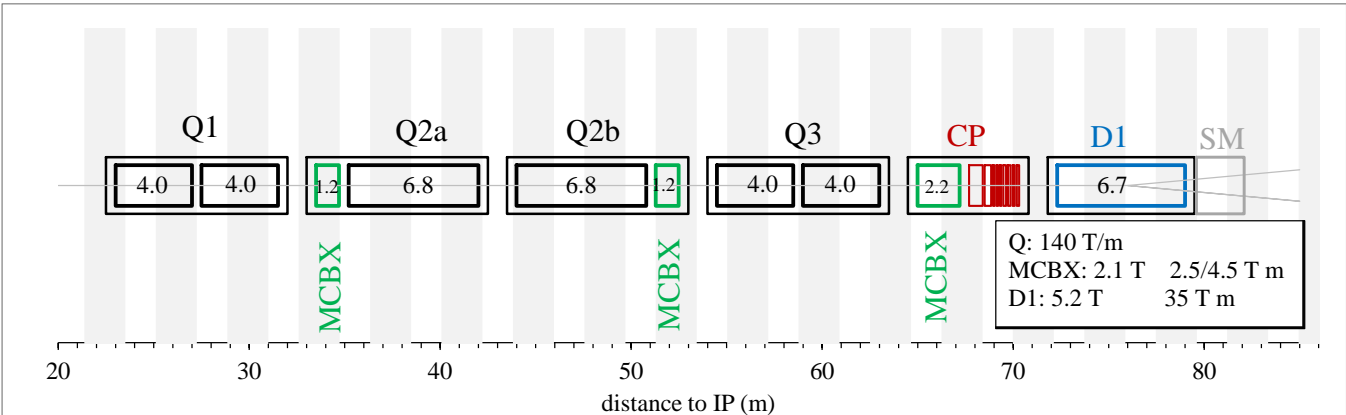 Q1 Q2a Q2b Q3 CP D1 SM
4.0 4.0 1.2 6.8 6.8 1.2 4.0 4.0 2.2 6.7
MCBX MCBX MCBX
Q: 140 T/m
MCBX: 2.1 T 2.5/4.5 T m
D1: 5.2 T 35 T m
20 30 40 50 60 70 80
distance to IP (m)